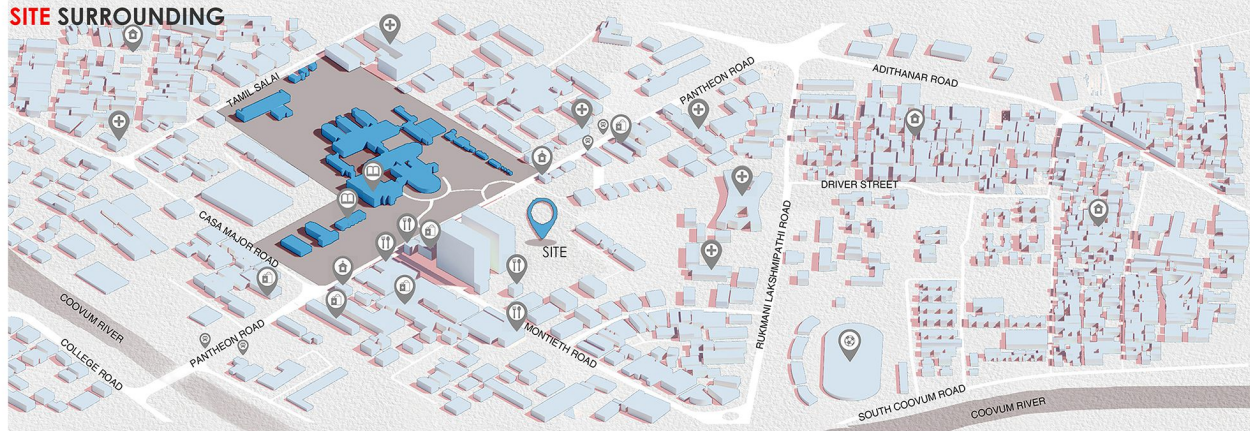 SITE SURROUNDING
TAMIL SALAI
PANTHEON ROAD
ADITHANAR ROAD
DRIVER STREET
CASA MAJOR ROAD
RUKMANI LAKSHMIPATHI ROAD
SITE
COOVUM RIVER
PANTHEON ROAD
MONTIETH ROAD
COLLEGE ROAD
SOUTH COOVUM ROAD
COOVUM RIVER